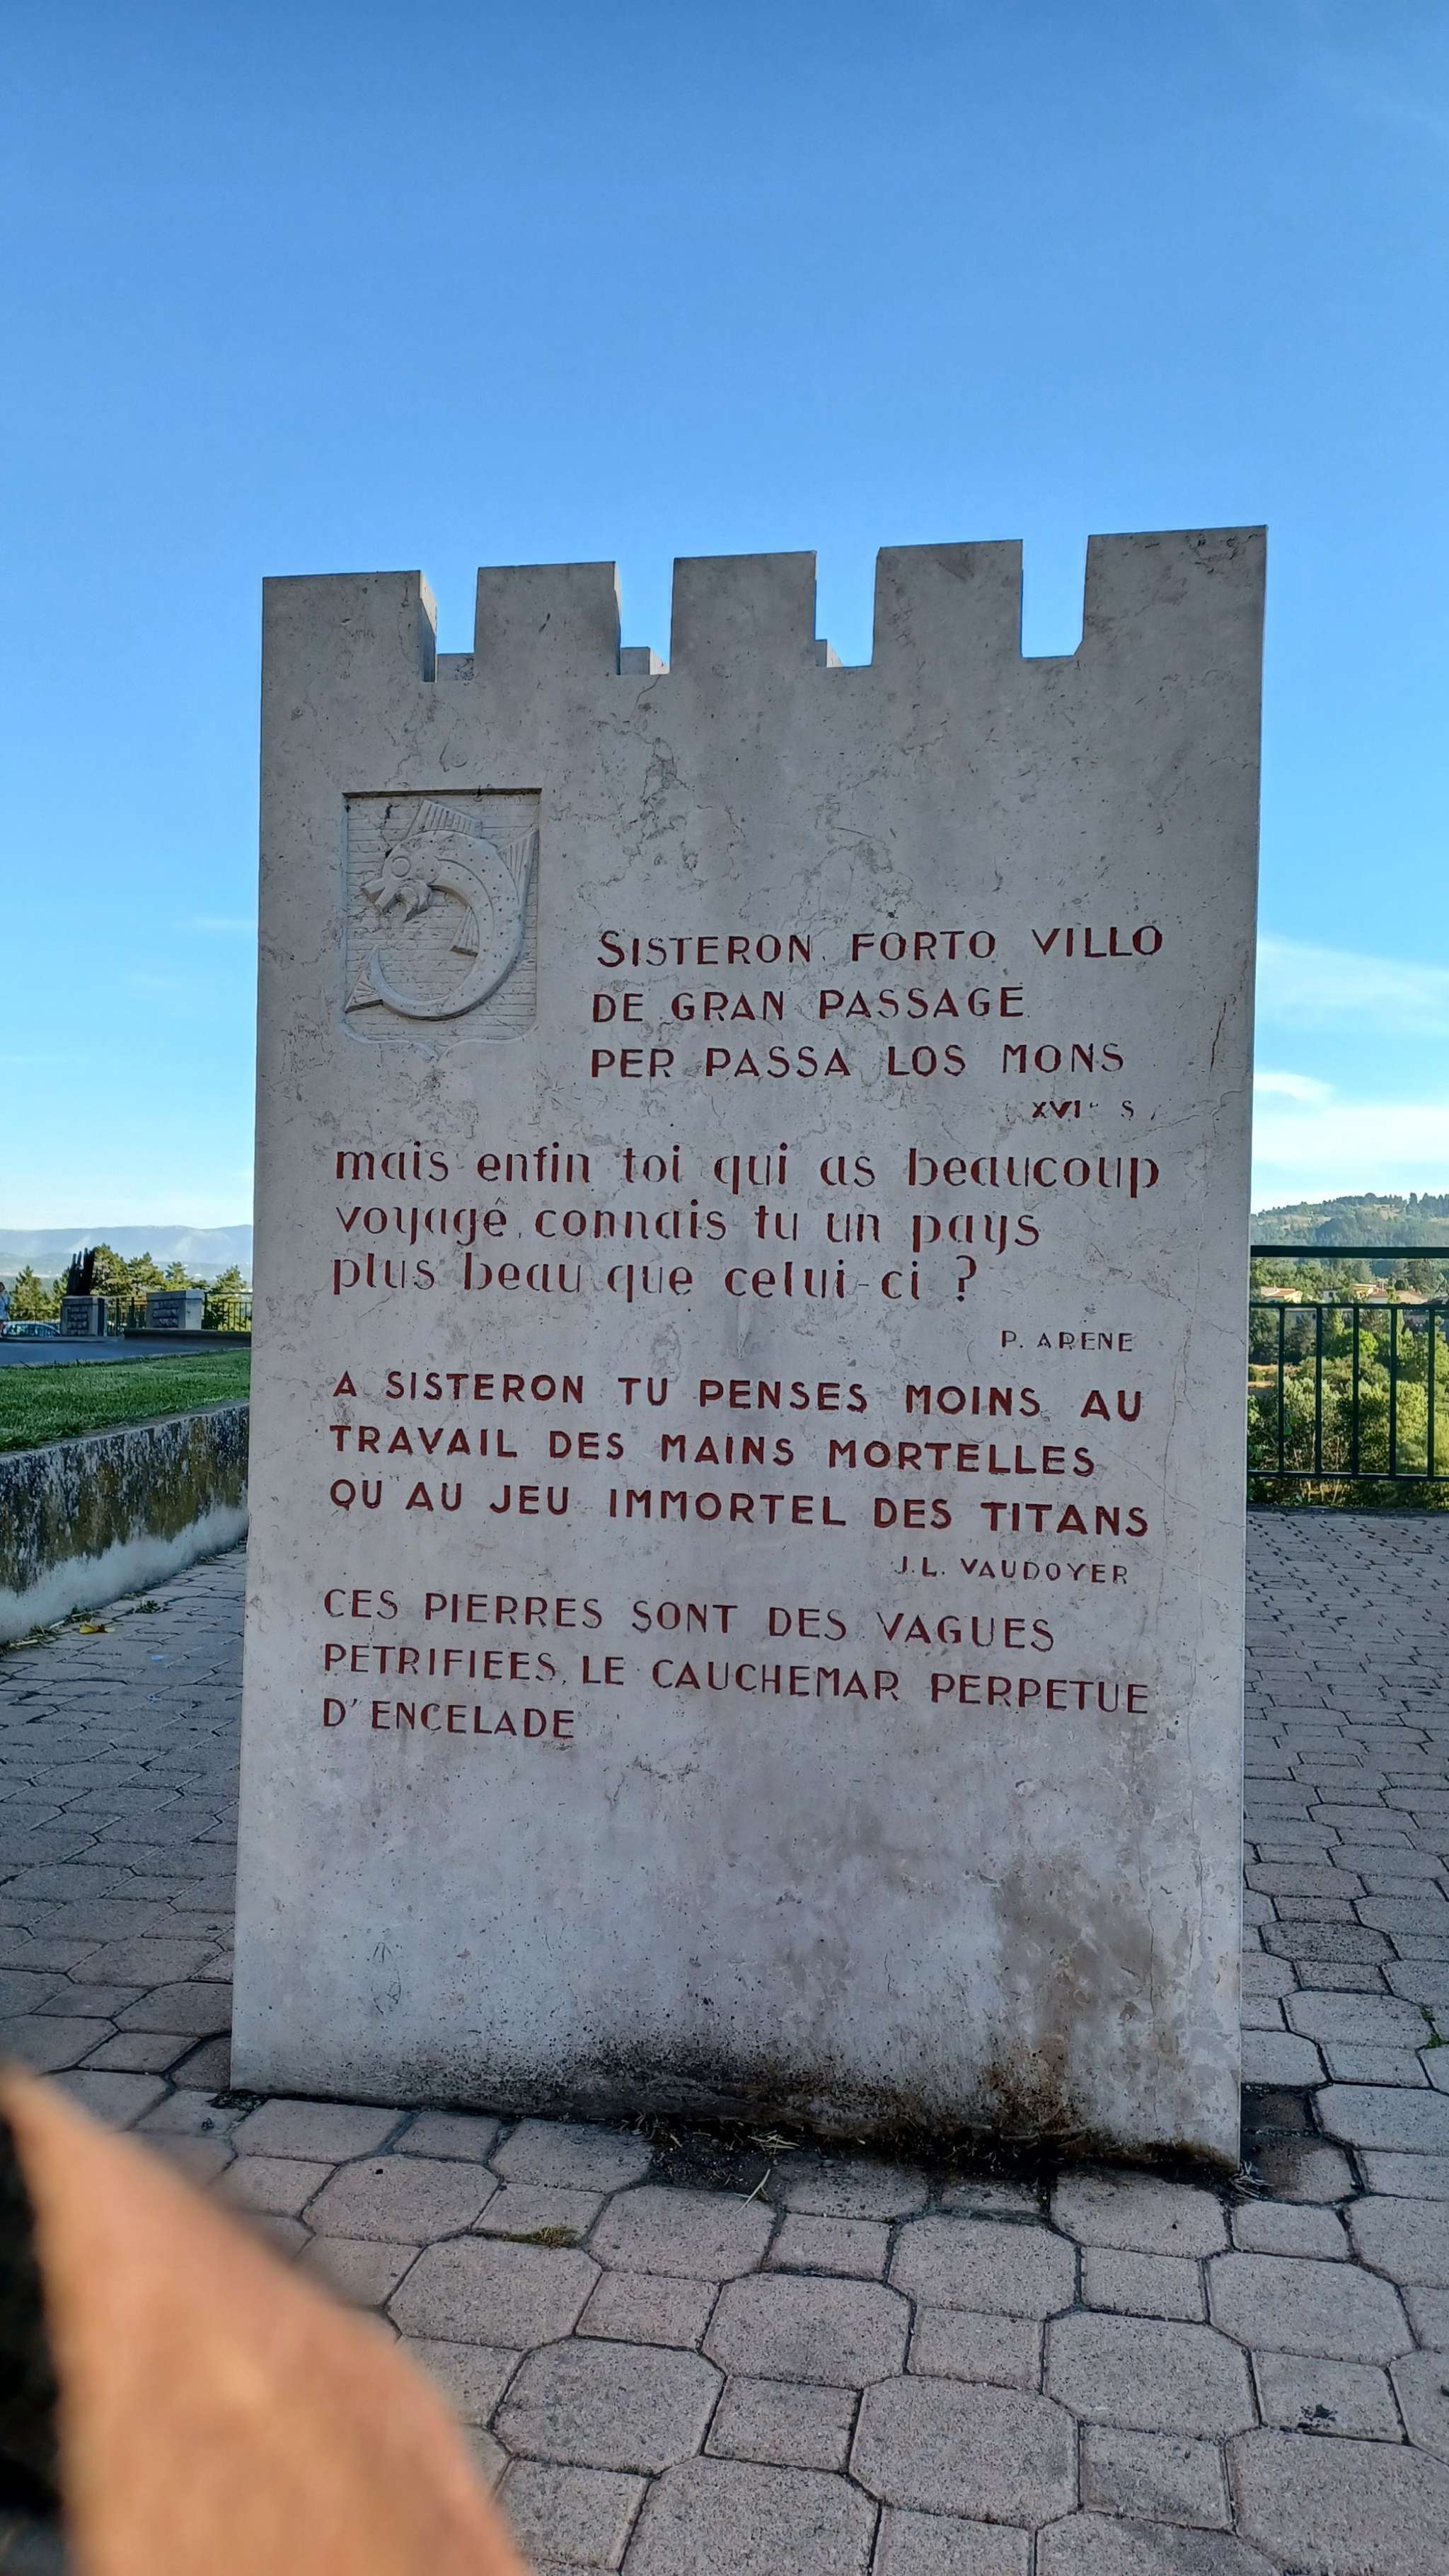 SISTERON FORTO VILLO
DE GRAN PASSAGE
PER PASSA LOS MONS
XVIᵉ S.
mais enfin toi qui as beaucoup
voyagé, connais tu un pays
plus beau que celui-ci ?
P. ARENE
A SISTERON TU PENSES MOINS AU
TRAVAIL DES MAINS MORTELLES
QU'AU JEU IMMORTEL DES TITANS
J.L. VAUDOYER
CES PIERRES SONT DES VAGUES
PETRIFIEES, LE CAUCHEMAR PERPETUE
D'ENCELADE